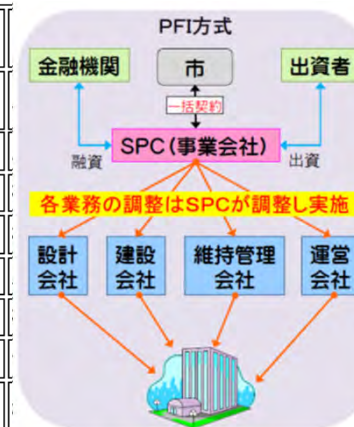 PFI方式
金融機関
市
出資者
一括契約
SPC(事業会社)
融資
出資
各業務の調整はSPCが調整し実施
設計
会社
建設
会社
維持管理
会社
運営
会社